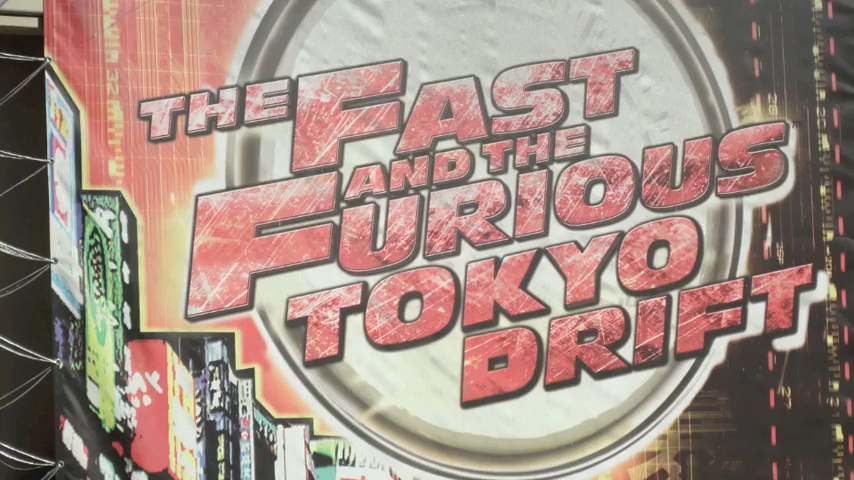 THE FAST
AND THE
FURIOUS
TOKYO
DRIFT